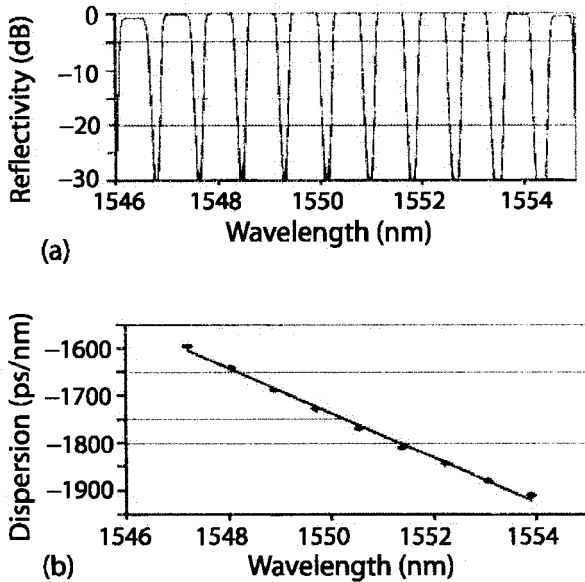 0
−10
−20
−30
Reflectivity (dB)
1546 1548 1550 1552 1554
Wavelength (nm)
(a)
−1600
−1700
−1800
−1900
Dispersion (ps/nm)
1546 1548 1550 1552 1554
Wavelength (nm)
(b)